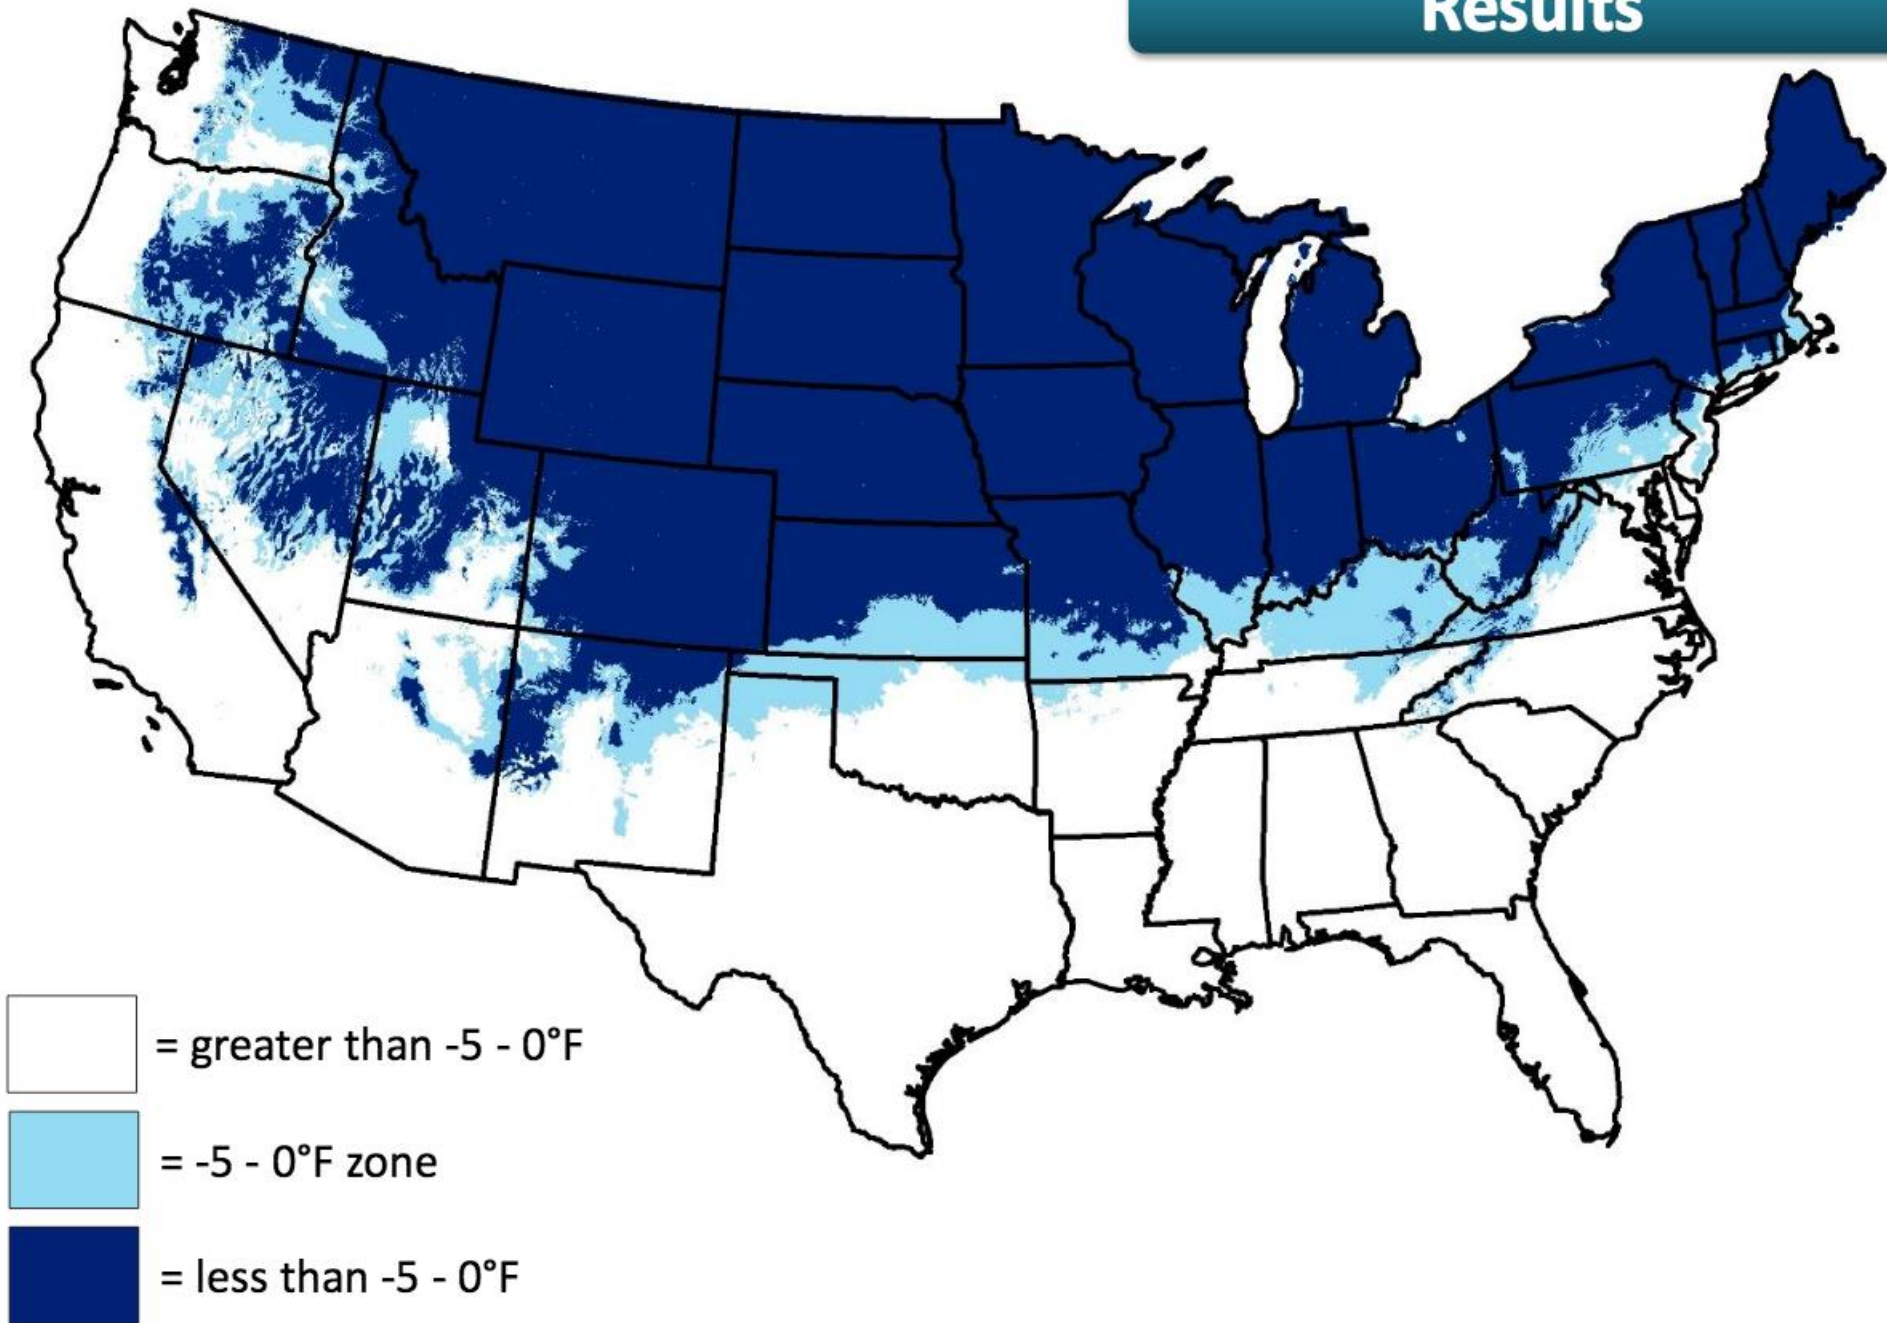 Results
= greater than -5 - 0°F
= -5 - 0°F zone
= less than -5 - 0°F